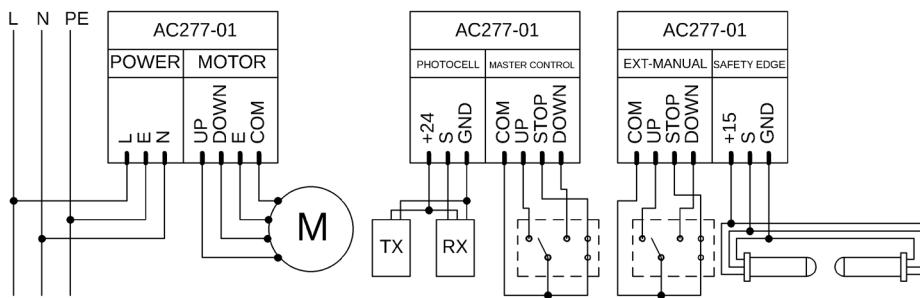 L N PE
AC277-01
POWER MOTOR
L E N UP DOWN E COM
M
AC277-01
PHOTOCELL MASTER CONTROL
+24 S GND COM UP STOP DOWN
TX RX
AC277-01
EXT-MANUAL SAFETY EDGE
COM UP STOP DOWN +15 S GND